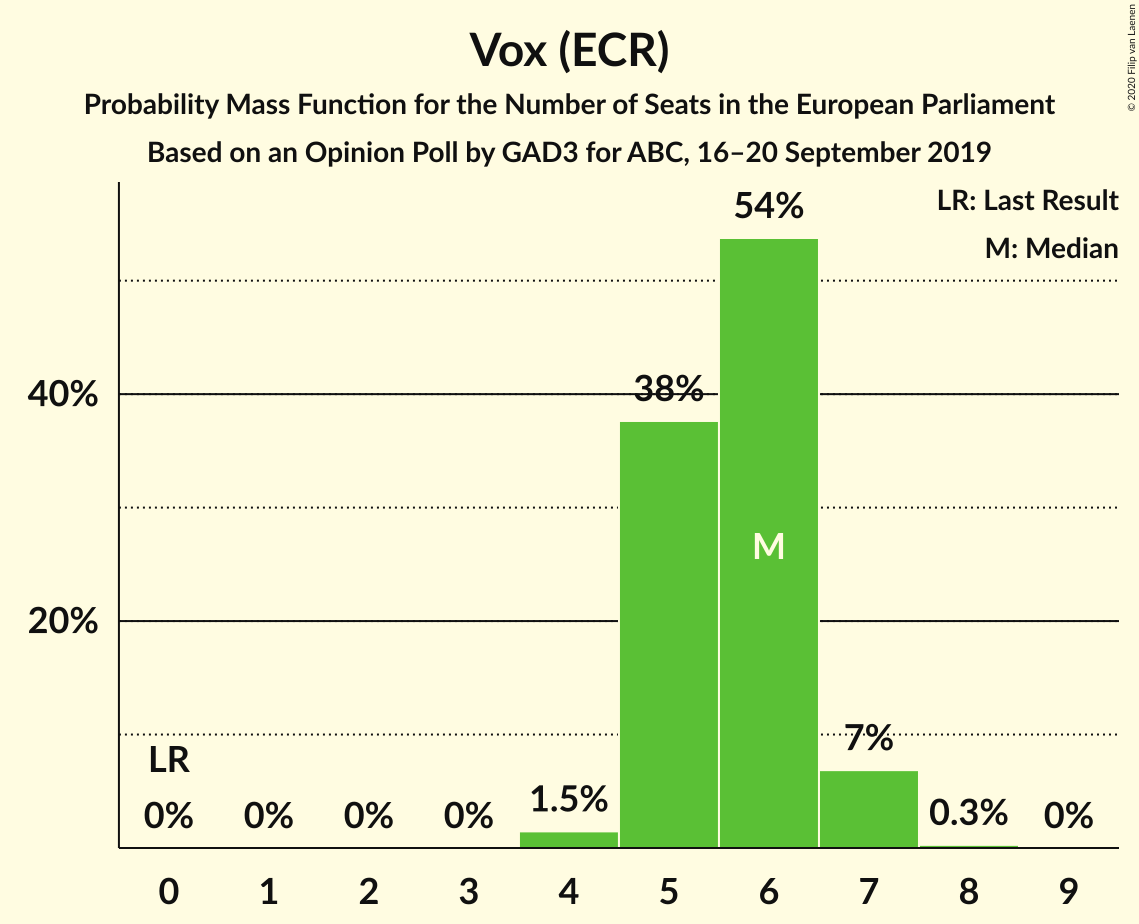 Vox (ECR)
Probability Mass Function for the Number of Seats in the European Parliament
Based on an Opinion Poll by GAD3 for ABC, 16–20 September 2019
© 2020 Filip van Laenen
LR: Last Result
M: Median
54%
40%
38%
M
20%
7%
LR
1.5%
0% 0% 0% 0% 0.3% 0%
0 1 2 3 4 5 6 7 8 9